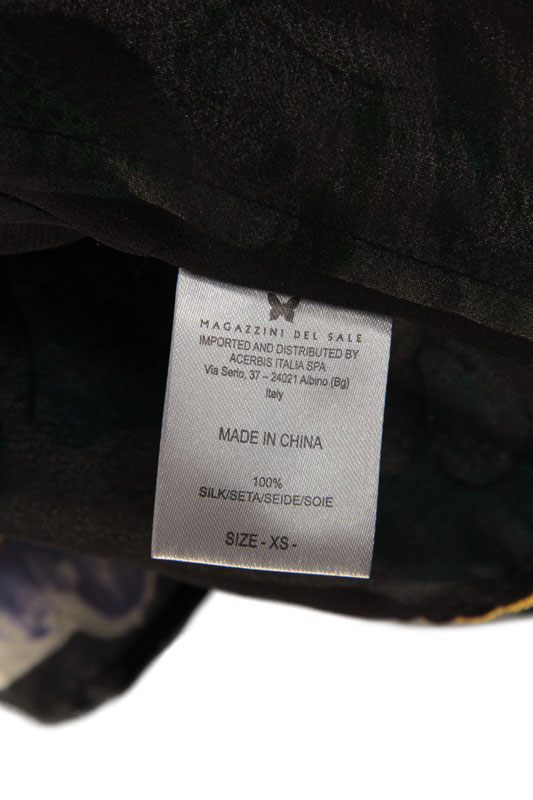 MAGAZZINI DEL SALE
IMPORTED AND DISTRIBUTED BY
ACERBIS ITALIA SPA
Via Serio, 37 – 24021 Albino (Bg)
Italy
MADE IN CHINA
100%
SILK/SETA/SEIDE/SOIE
SIZE - XS -